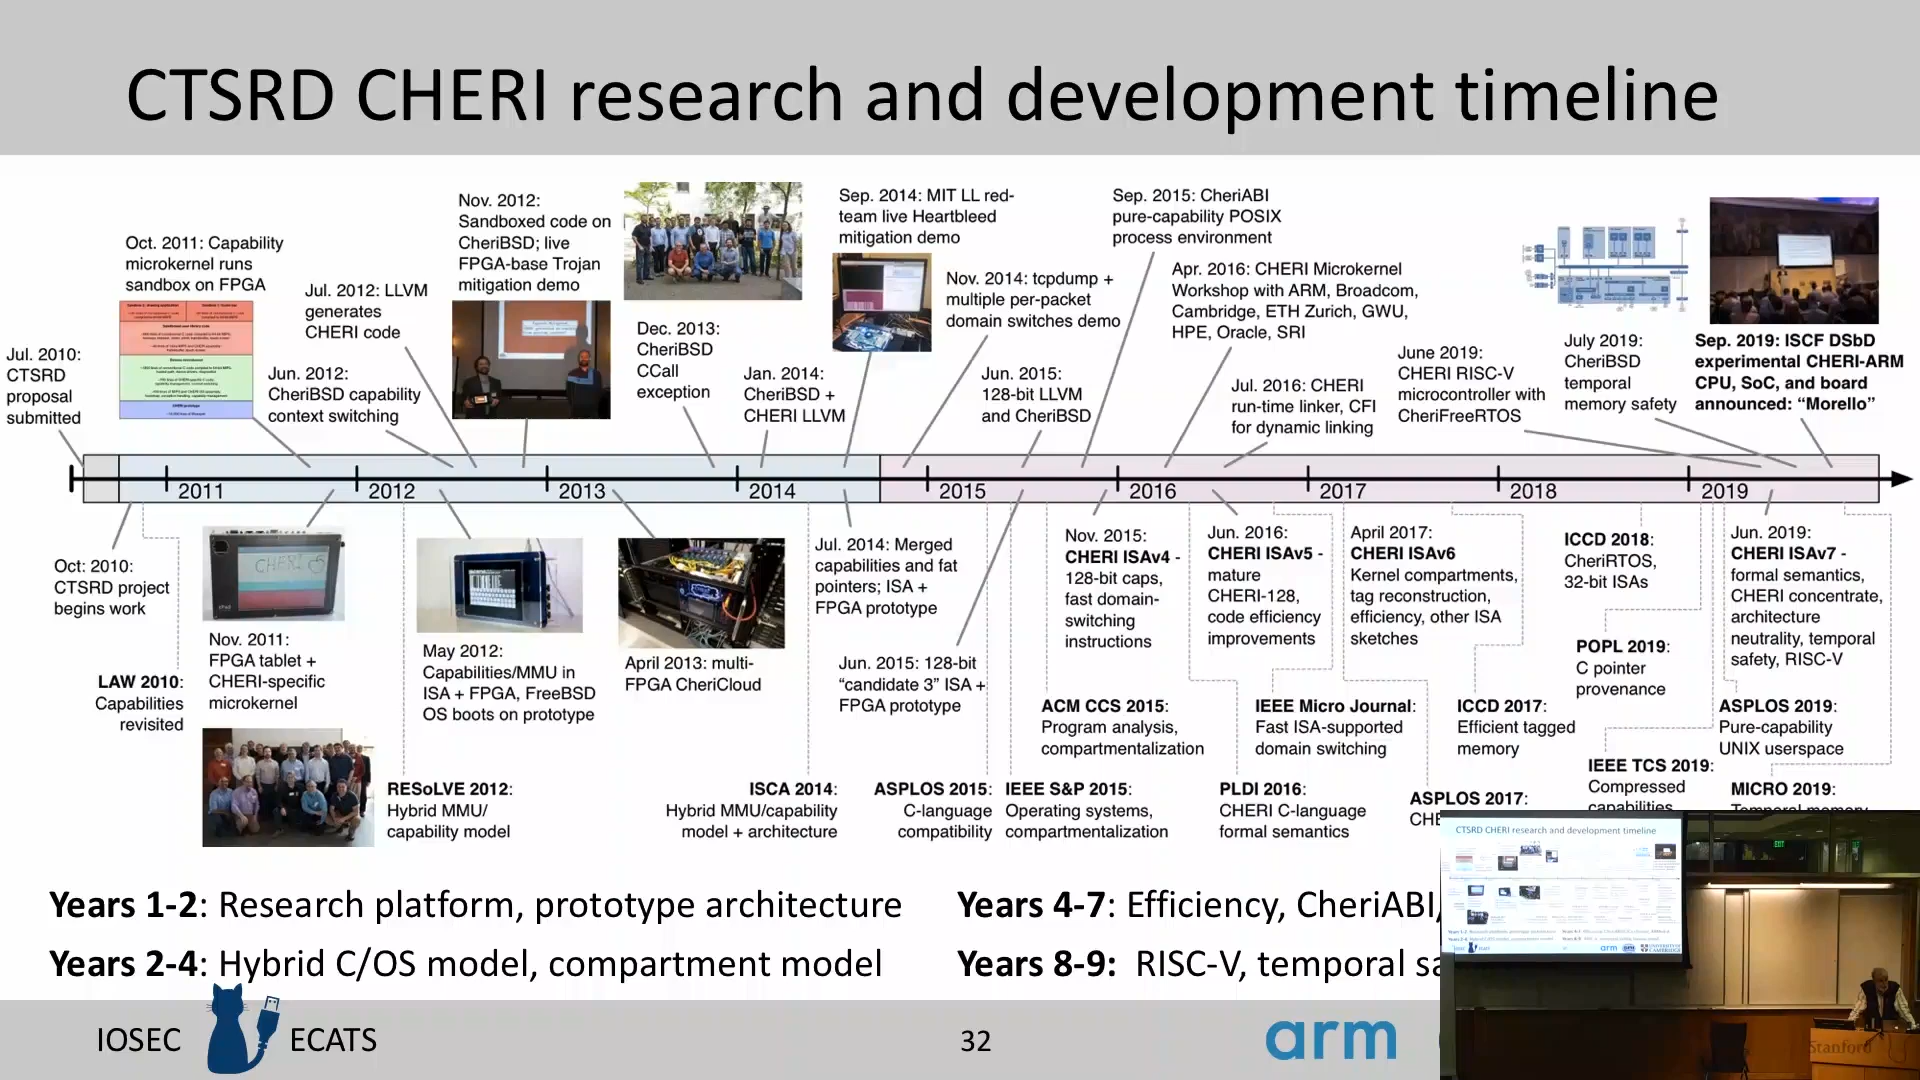 CTSRD CHERI research and development timeline
Jul. 2010:
CTSRD
proposal
submitted
Oct. 2011: Capability
microkernel runs
sandbox on FPGA
Jun. 2012:
CheriBSD capability
context switching
Jul. 2012: LLVM
generates
CHERI code
Nov. 2012:
Sandboxed code on
CheriBSD; live
FPGA-base Trojan
mitigation demo
Dec. 2013:
CheriBSD
CCall
exception
Jan. 2014:
CheriBSD +
CHERI LLVM
Sep. 2014: MIT LL red-
team live Heartbleed
mitigation demo
Nov. 2014: tcpdump +
multiple per-packet
domain switches demo
Jun. 2015:
128-bit LLVM
and CheriBSD
Sep. 2015: CheriABI
pure-capability POSIX
process environment
Apr. 2016: CHERI Microkernel
Workshop with ARM, Broadcom,
Cambridge, ETH Zurich, GWU,
HPE, Oracle, SRI
Jul. 2016: CHERI
run-time linker, CFI
for dynamic linking
June 2019:
CHERI RISC-V
microcontroller with
CheriFreeRTOS
July 2019:
CheriBSD
temporal
memory safety
Sep. 2019: ISCF DSbD
experimental CHERI-ARM
CPU, SoC, and board
announced: “Morello”
2011
2012
2013
2014
2015
2016
2017
2018
2019
Oct: 2010:
CTSRD project
begins work
LAW 2010:
Capabilities
revisited
CHERI
Nov. 2011:
FPGA tablet +
CHERI-specific
microkernel
May 2012:
Capabilities/MMU in
ISA + FPGA, FreeBSD
OS boots on prototype
RESoLVE 2012:
Hybrid MMU/
capability model
April 2013: multi-
FPGA CheriCloud
Jul. 2014: Merged
capabilities and fat
pointers; ISA +
FPGA prototype
Jun. 2015: 128-bit
“candidate 3” ISA +
FPGA prototype
ISCA 2014:
Hybrid MMU/capability
model + architecture
ASPLOS 2015:
C-language
compatibility
IEEE S&P 2015:
Operating systems,
compartmentalization
Nov. 2015:
CHERI ISAv4 -
128-bit caps,
fast domain-
switching
instructions
ACM CCS 2015:
Program analysis,
compartmentalization
Jun. 2016:
CHERI ISAv5 -
mature
CHERI-128,
code efficiency
improvements
PLDI 2016:
CHERI C-language
formal semantics
IEEE Micro Journal:
Fast ISA-supported
domain switching
April 2017:
CHERI ISAv6
Kernel compartments,
tag reconstruction,
efficiency, other ISA
sketches
ASPLOS 2017:
CHE
ICCD 2017:
Efficient tagged
memory
ICCD 2018:
CheriRTOS,
32-bit ISAs
POPL 2019:
C pointer
provenance
IEEE TCS 2019:
Compressed
capabilities
Jun. 2019:
CHERI ISAv7 -
formal semantics,
CHERI concentrate,
architecture
neutrality, temporal
safety, RISC-V
ASPLOS 2019:
Pure-capability
UNIX userspace
MICRO 2019:
Temporal memory
Years 1-2: Research platform, prototype architecture
Years 2-4: Hybrid C/OS model, compartment model
Years 4-7: Efficiency, CheriABI/
Years 8-9: RISC-V, temporal sa
IOSEC ECATS
32
arm
CTSRD CHERI research and development timeline
arm
Stanford